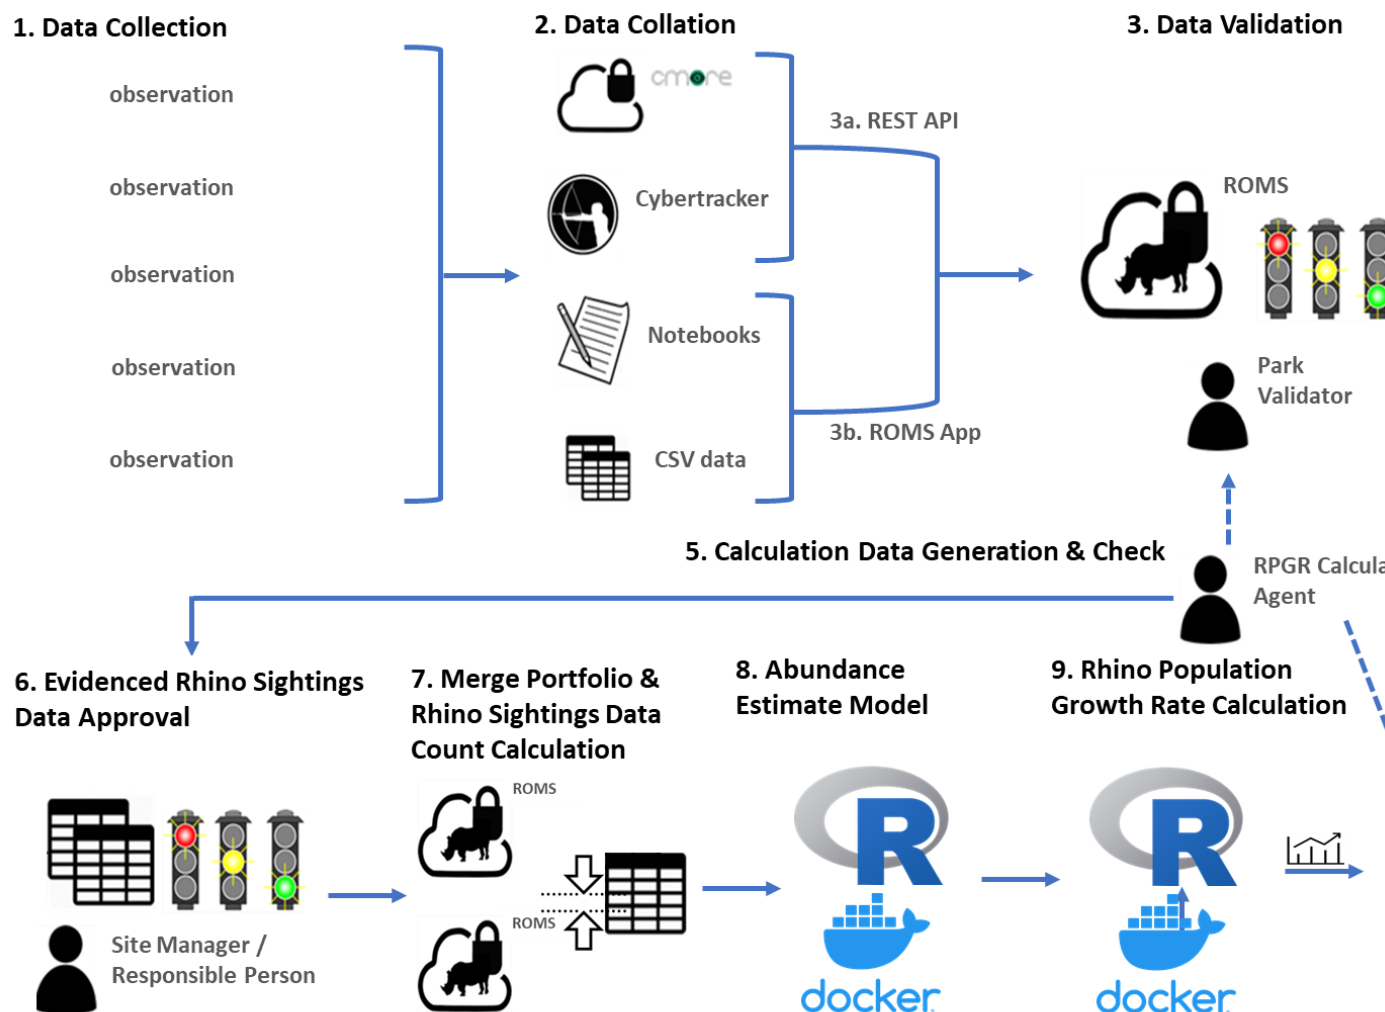 1. Data Collection
2. Data Collation
3. Data Validation
observation
observation
observation
observation
observation
cmore
Cybertracker
Notebooks
CSV data
3a. REST API
3b. ROMS App
ROMS
Park
Validator
5. Calculation Data Generation & Check
RPGR Calcula
Agent
6. Evidenced Rhino Sightings
Data Approval
7. Merge Portfolio &
Rhino Sightings Data
Count Calculation
8. Abundance
Estimate Model
9. Rhino Population
Growth Rate Calculation
ROMS
ROMS
Site Manager /
Responsible Person
R
docker
R
docker